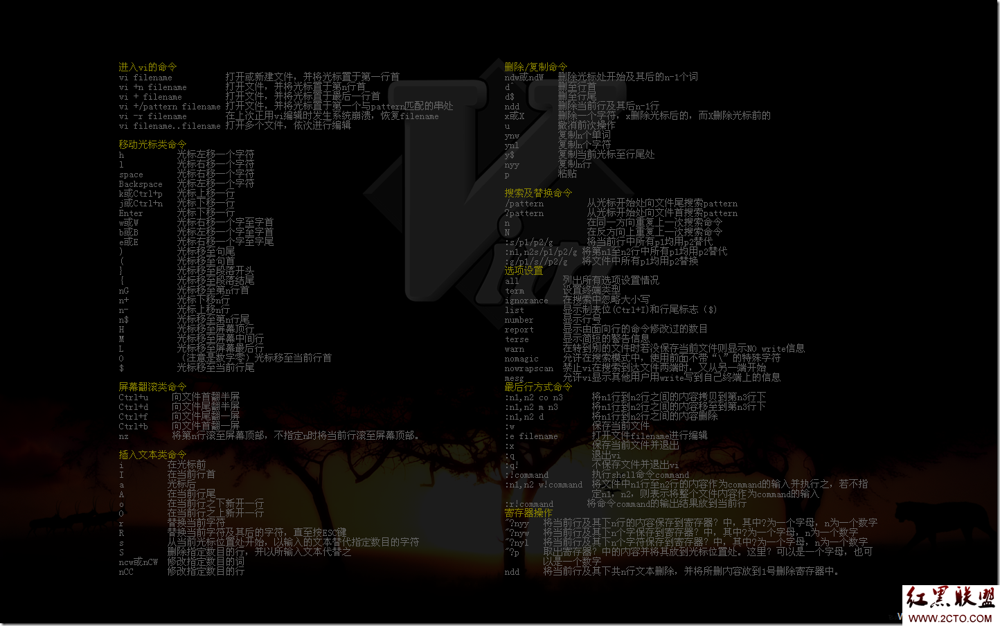 进入vi的命令
vi filename 打开或新建文件，并将光标置于第一行首
vi +n filename 打开文件，并将光标置于第n行首
vi + filename 打开文件，并将光标置于最后一行首
vi +/pattern filename 打开文件，并将光标置于第一个与pattern匹配的串处
vi -r filename 在上次正用vi编辑时发生系统崩溃，恢复filename
vi filename..filename 打开多个文件，依次进行编辑
移动光标类命令
h 光标左移一个字符
l 光标右移一个字符
space 光标右移一个字符
Backspace 光标左移一个字符
k或Ctrl+p 光标上移一行
j或Ctrl+n 光标下移一行
Enter 光标下移一行
w或W 光标右移一个字至字首
b或B 光标左移一个字至字首
e或E 光标右移一个字至字尾
) 光标移至句尾
( 光标移至句首
} 光标移至段落开头
{ 光标移至段落结尾
nG 光标移至第n行首
n+ 光标下移n行
n- 光标上移n行
n$ 光标移至第n行尾
H 光标移至屏幕顶行
M 光标移至屏幕中间行
L 光标移至屏幕最后行
0 （注意是数字零）光标移至当前行首
$ 光标移至当前行尾
屏幕翻滚类命令
Ctrl+u 向文件首翻半屏
Ctrl+d 向文件尾翻半屏
Ctrl+f 向文件尾翻一屏
Ctrl+b 向文件首翻一屏
nz 将第n行滚至屏幕顶部，不指定n时将当前行滚至屏幕顶部。
插入文本类命令
i 在光标前
I 在当前行首
a 光标后
A 在当前行尾
o 在当前行之下新开一行
O 在当前行之上新开一行
r 替换当前字符
R 替换当前字符及其后的字符，直至按ESC键
s 从当前光标位置处开始，以输入的文本替代指定数目的字符
S 删除指定数目的行，并以所输入文本代替之
ncw或nCW 修改指定数目的词
nCC 修改指定数目的行
删除/复制命令
ndw或ndW 删除光标处开始及其后的n-1个词
d^ 删至行首
d$ 删至行尾
ndd 删除当前行及其后n-1行
x或X 删除一个字符，x删除光标后的，而X删除光标前的
u 撤消前次操作
ynw 复制n个单词
ynl 复制n个字符
y$ 复制当前光标至行尾处
nyy 复制n行
p 粘贴
搜索及替换命令
/pattern 从光标开始处向文件尾搜索pattern
?pattern 从光标开始处向文件首搜索pattern
n 在同一方向重复上一次搜索命令
N 在反方向上重复上一次搜索命令
:s/p1/p2/g 将当前行中所有p1均用p2替代
:n1,n2s/p1/p2/g 将第n1至n2行中所有p1均用p2替代
:g/p1/s//p2/g 将文件中所有p1均用p2替换
选项设置
all 列出所有选项设置情况
term 设置终端类型
ignorance 在搜索中忽略大小写
list 显示制表位(Ctrl+I)和行尾标志（$)
number 显示行号
report 显示由面向行的命令修改过的数目
terse 显示简短的警告信息
warn 在转到别的文件时若没保存当前文件则显示NO write信息
nomagic 允许在搜索模式中，使用前面不带“\”的特殊字符
nowrapscan 禁止vi在搜索到达文件两端时，又从另一端开始
mesg 允许vi显示其他用户用write写到自己终端上的信息
最后行方式命令
:n1,n2 co n3 将n1行到n2行之间的内容拷贝到第n3行下
:n1,n2 m n3 将n1行到n2行之间的内容移至到第n3行下
:n1,n2 d 将n1行到n2行之间的内容删除
:w 保存当前文件
:e filename 打开文件filename进行编辑
:x 保存当前文件并退出
:q 退出vi
:q! 不保存文件并退出vi
:!command 执行shell命令command
:n1,n2 w!command 将文件中n1行至n2行的内容作为command的输入并执行之，若不指
定n1，n2，则表示将整个文件内容作为command的输入
:r!command 将命令command的输出结果放到当前行
寄存器操作
"?nyy 将当前行及其下n行的内容保存到寄存器？中，其中?为一个字母，n为一个数字
"?nyw 将当前行及其下n个字保存到寄存器？中，其中?为一个字母，n为一个数字
"?nyl 将当前行及其下n个字符保存到寄存器？中，其中?为一个字母，n为一个数字
"?p 取出寄存器？中的内容并将其放到光标位置处。这里？可以是一个字母，也可
以是一个数字
ndd 将当前行及其下共n行文本删除，并将所删内容放到1号删除寄存器中。
Vim
红黑联盟
WWW.2CTO.COM